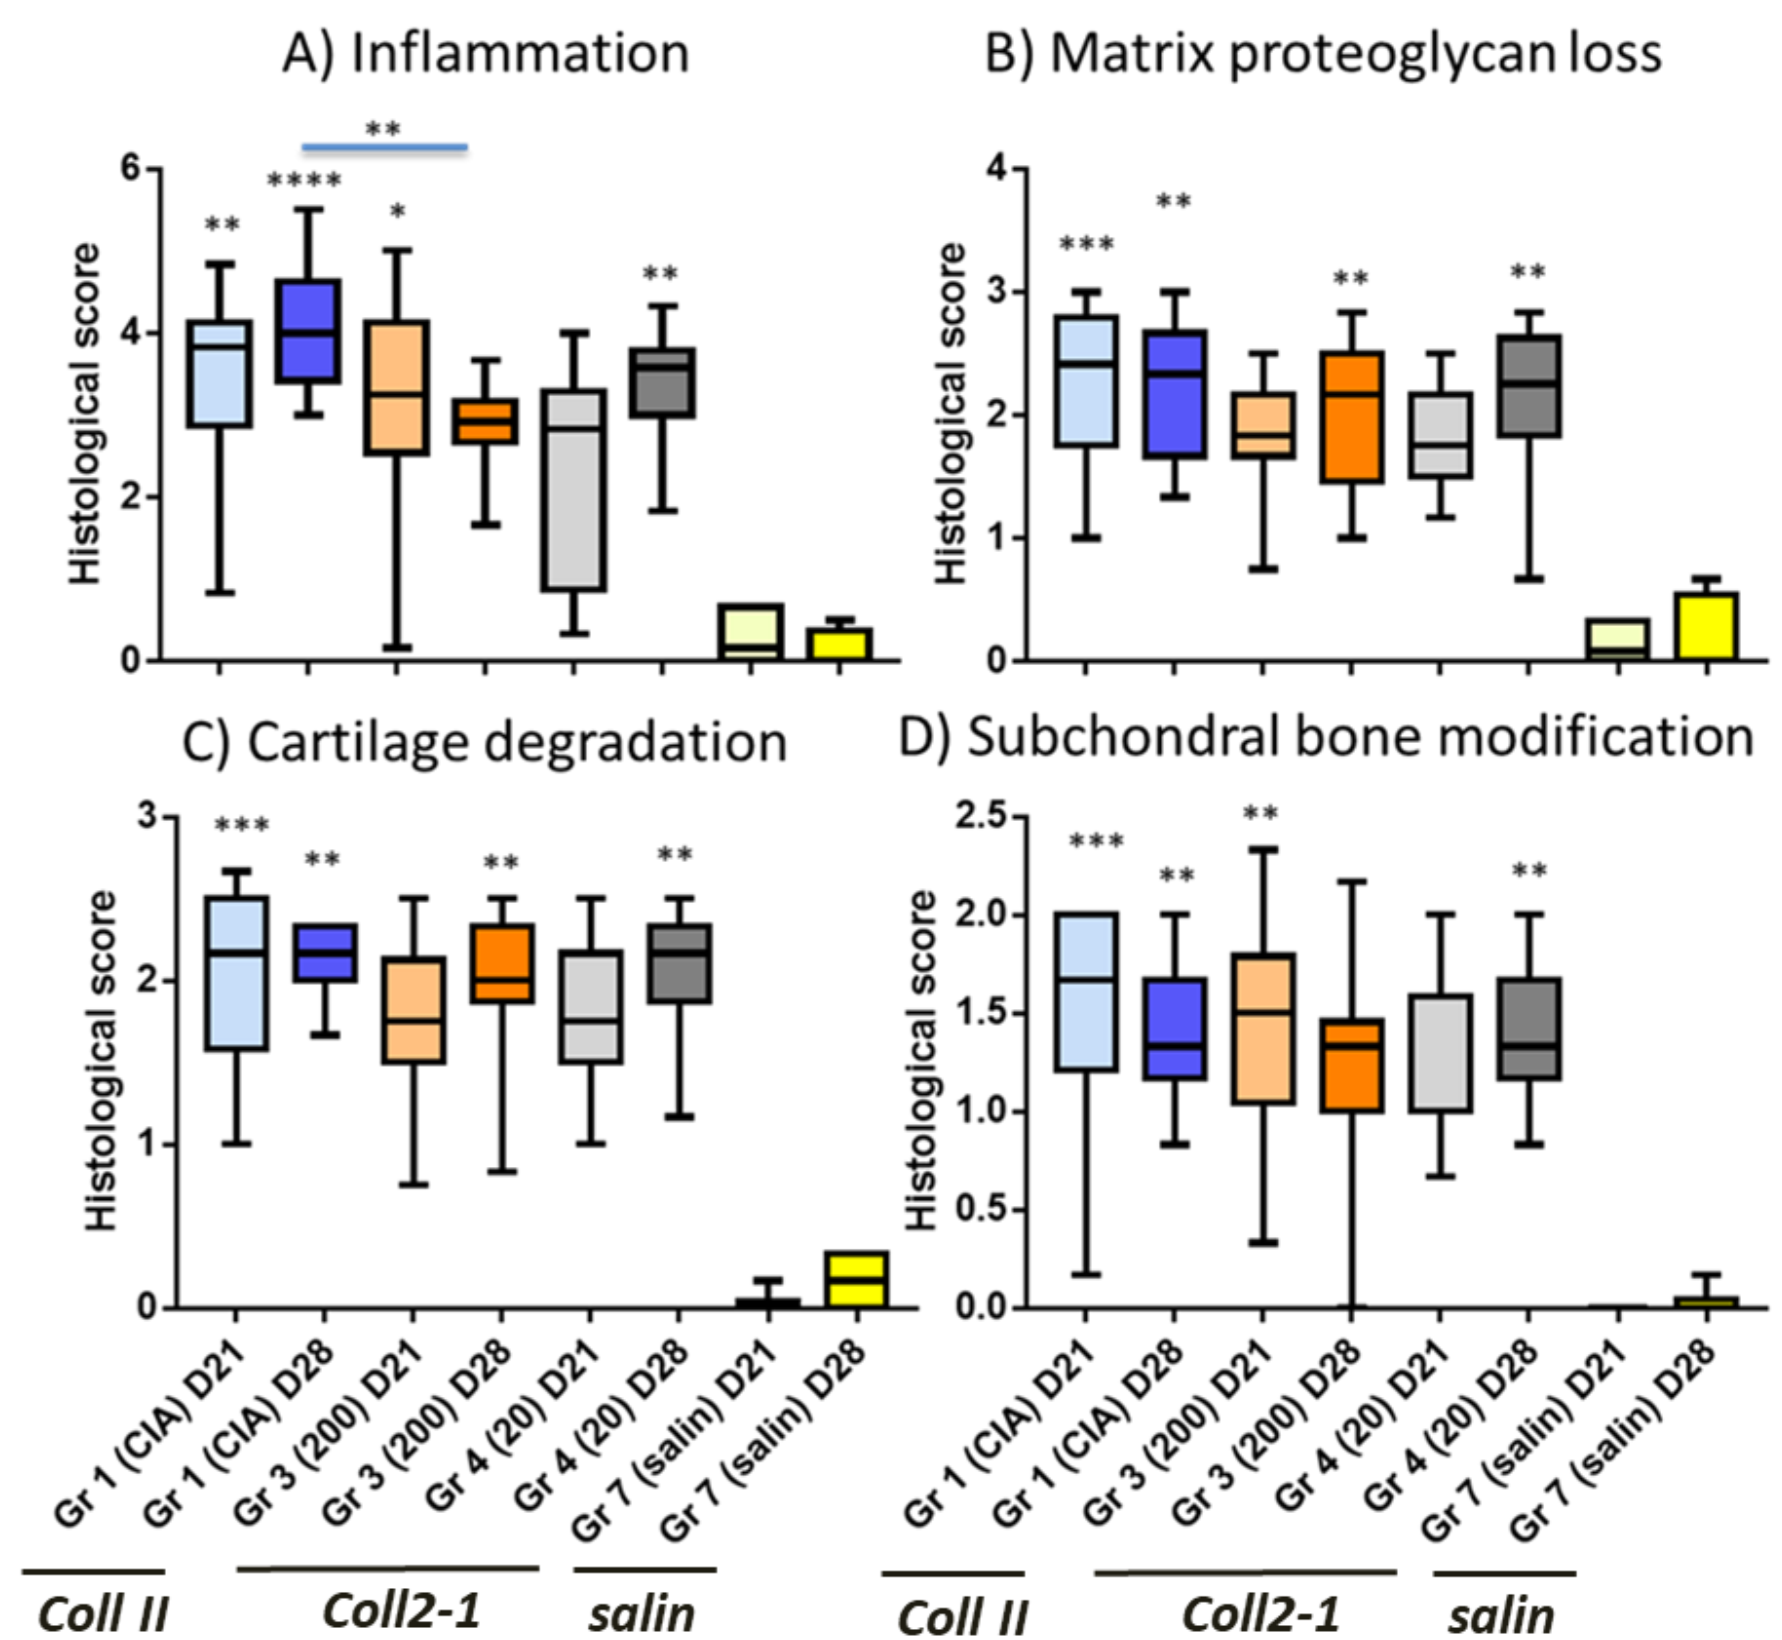 A) Inflammation
B) Matrix proteoglycan loss
**
6
****
**
*
**
4
2
0
Histological score
4
***
**
**
**
3
2
1
0
Histological score
C) Cartilage degradation
D) Subchondral bone modification
3
***
**
**
**
2
1
0
Histological score
2.5
***
**
**
**
2.0
1.5
1.0
0.5
0.0
Histological score
Gr 1 (CIA) D21
Gr 1 (CIA) D28
Gr 3 (200) D21
Gr 3 (200) D28
Gr 4 (20) D21
Gr 4 (20) D28
Gr 7 (salin) D21
Gr 7 (salin) D28
Gr 1 (CIA) D21
Gr 1 (CIA) D28
Gr 3 (200) D21
Gr 3 (200) D28
Gr 4 (20) D21
Gr 4 (20) D28
Gr 7 (salin) D21
Gr 7 (salin) D28
Coll II
Coll2-1
salin
Coll II
Coll2-1
salin